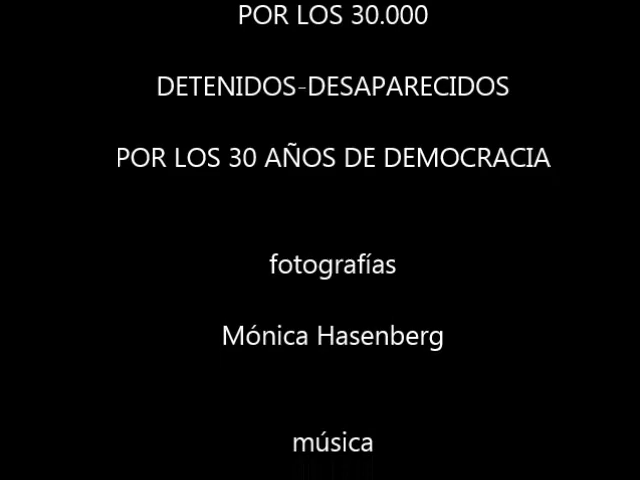 POR LOS 30.000
DETENIDOS-DESAPARECIDOS
POR LOS 30 AÑOS DE DEMOCRACIA
fotografías
Mónica Hasenberg
música